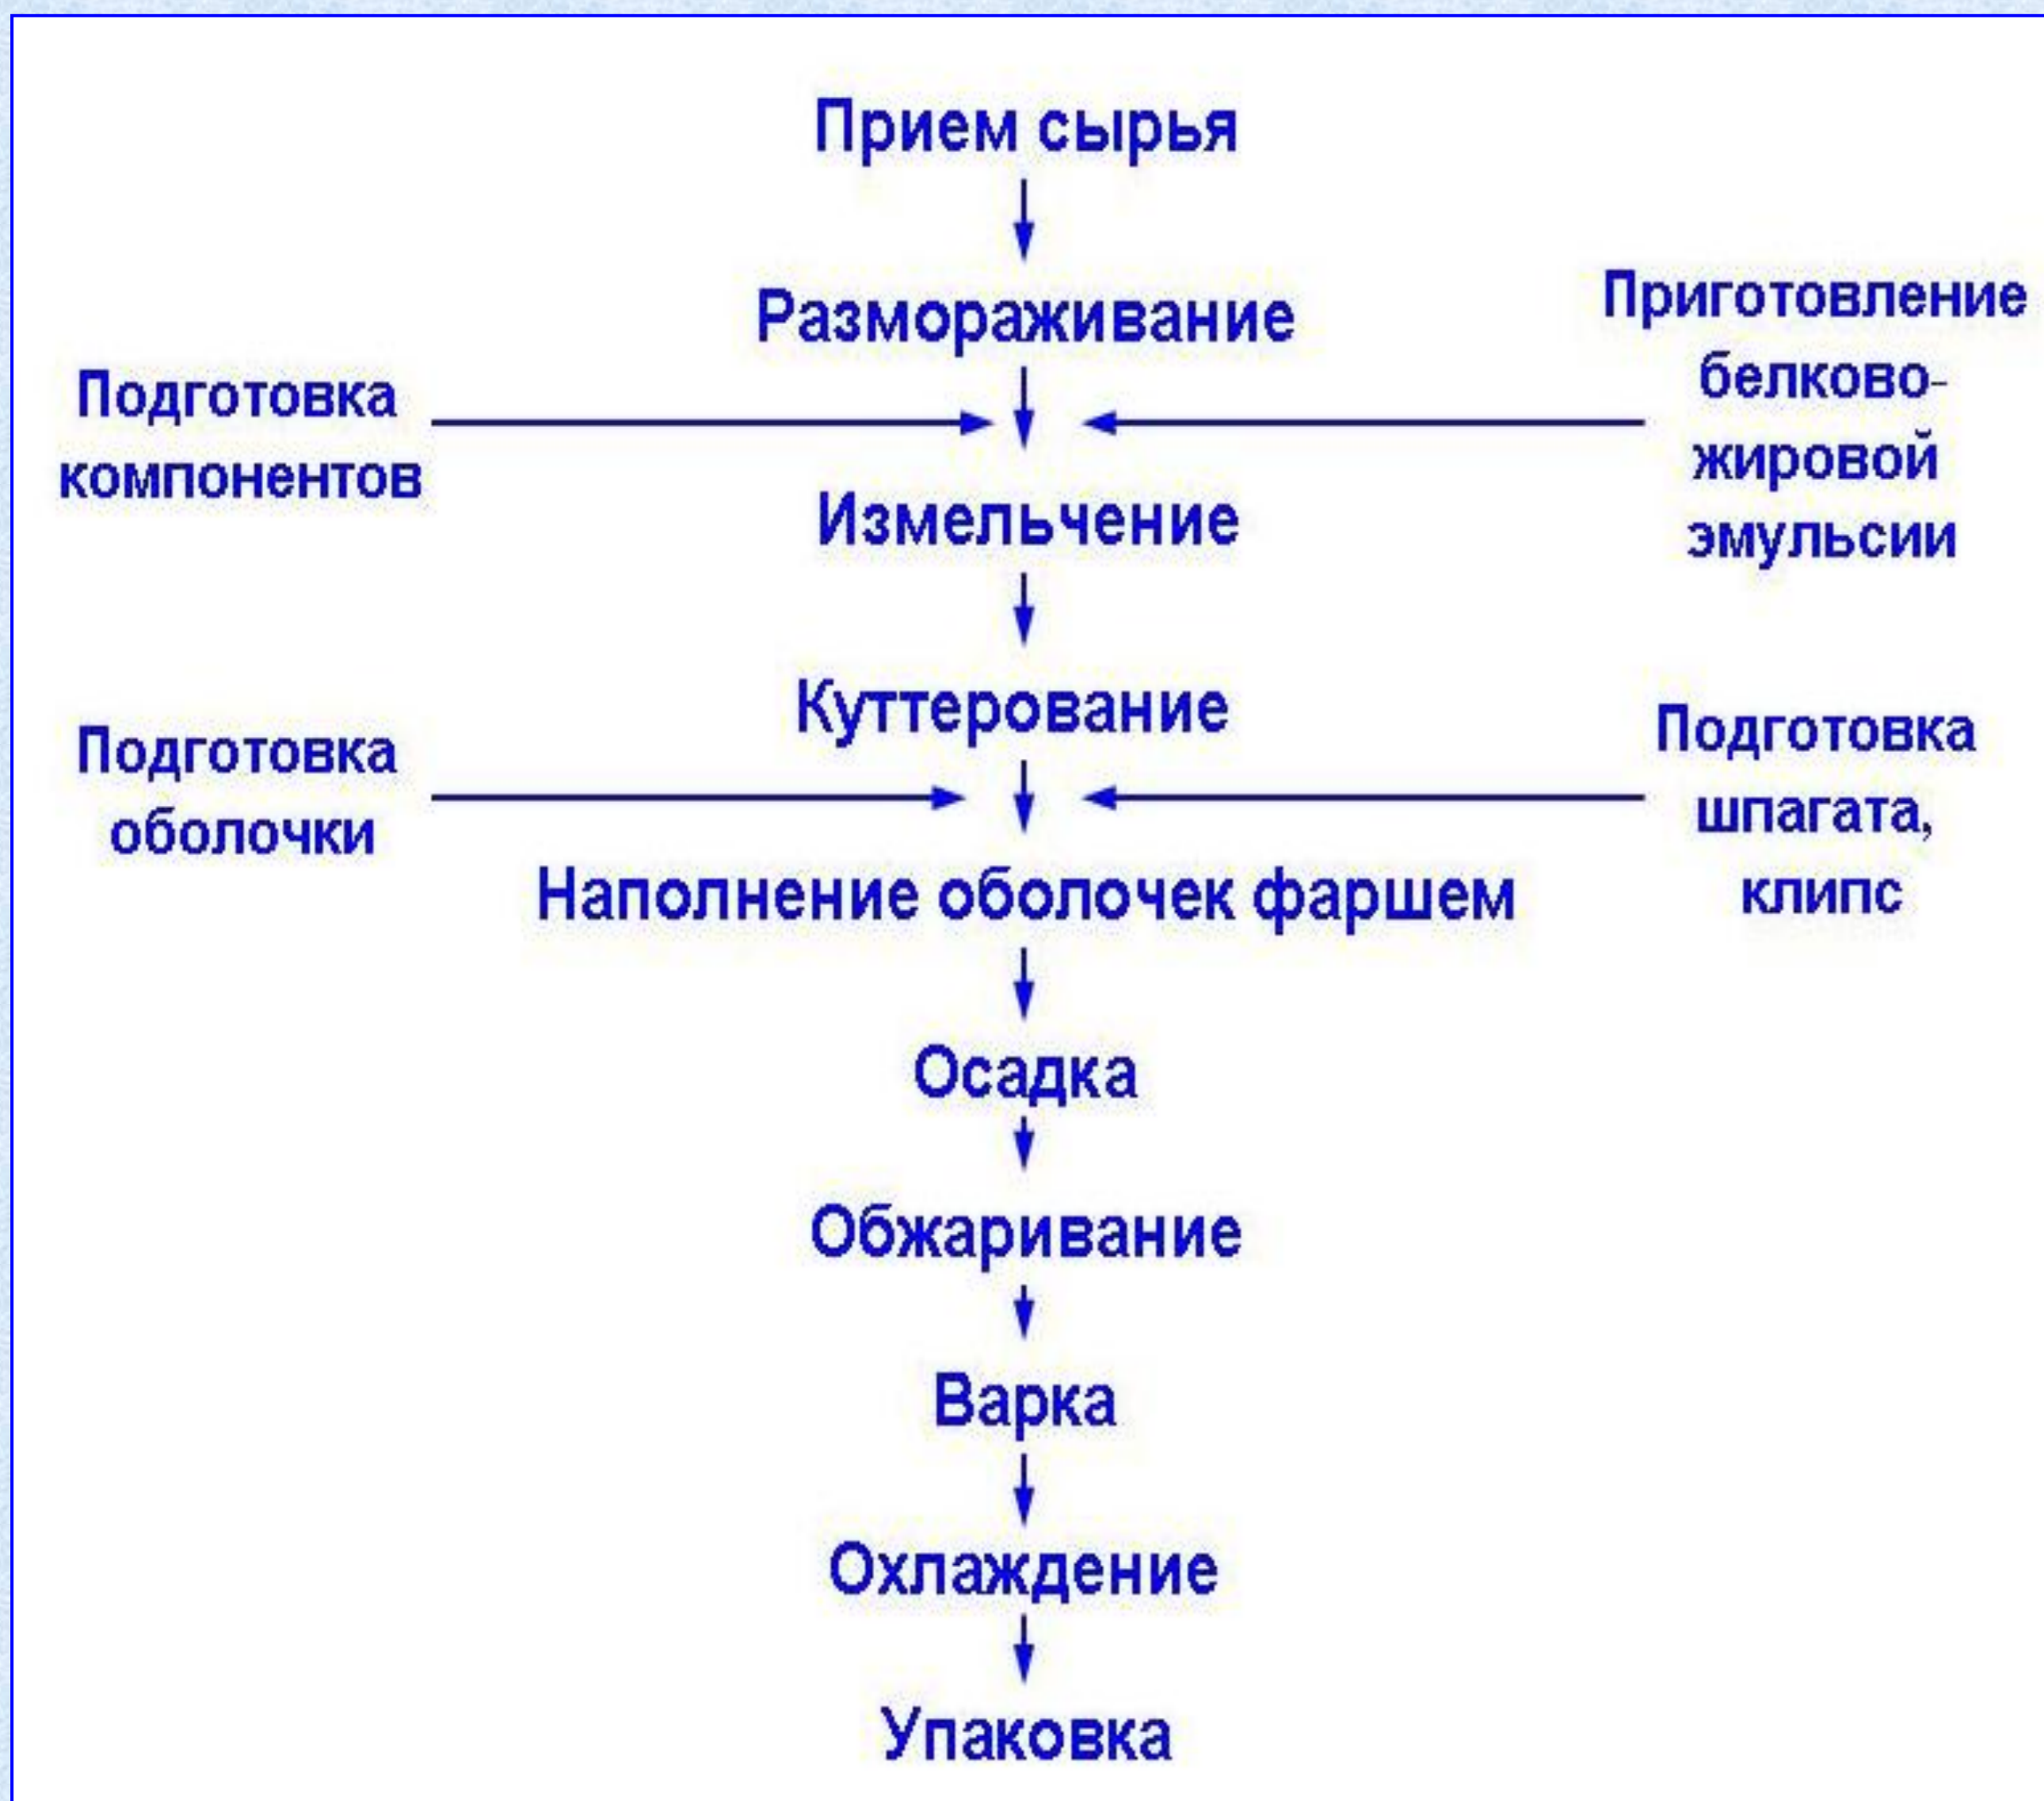 Прием сырья
Размораживание
Приготовление
белково-
жировой
эмульсии
Подготовка
компонентов
Измельчение
Куттерование
Подготовка
оболочки
Подготовка
шпагата,
клипс
Наполнение оболочек фаршем
Осадка
Обжаривание
Варка
Охлаждение
Упаковка